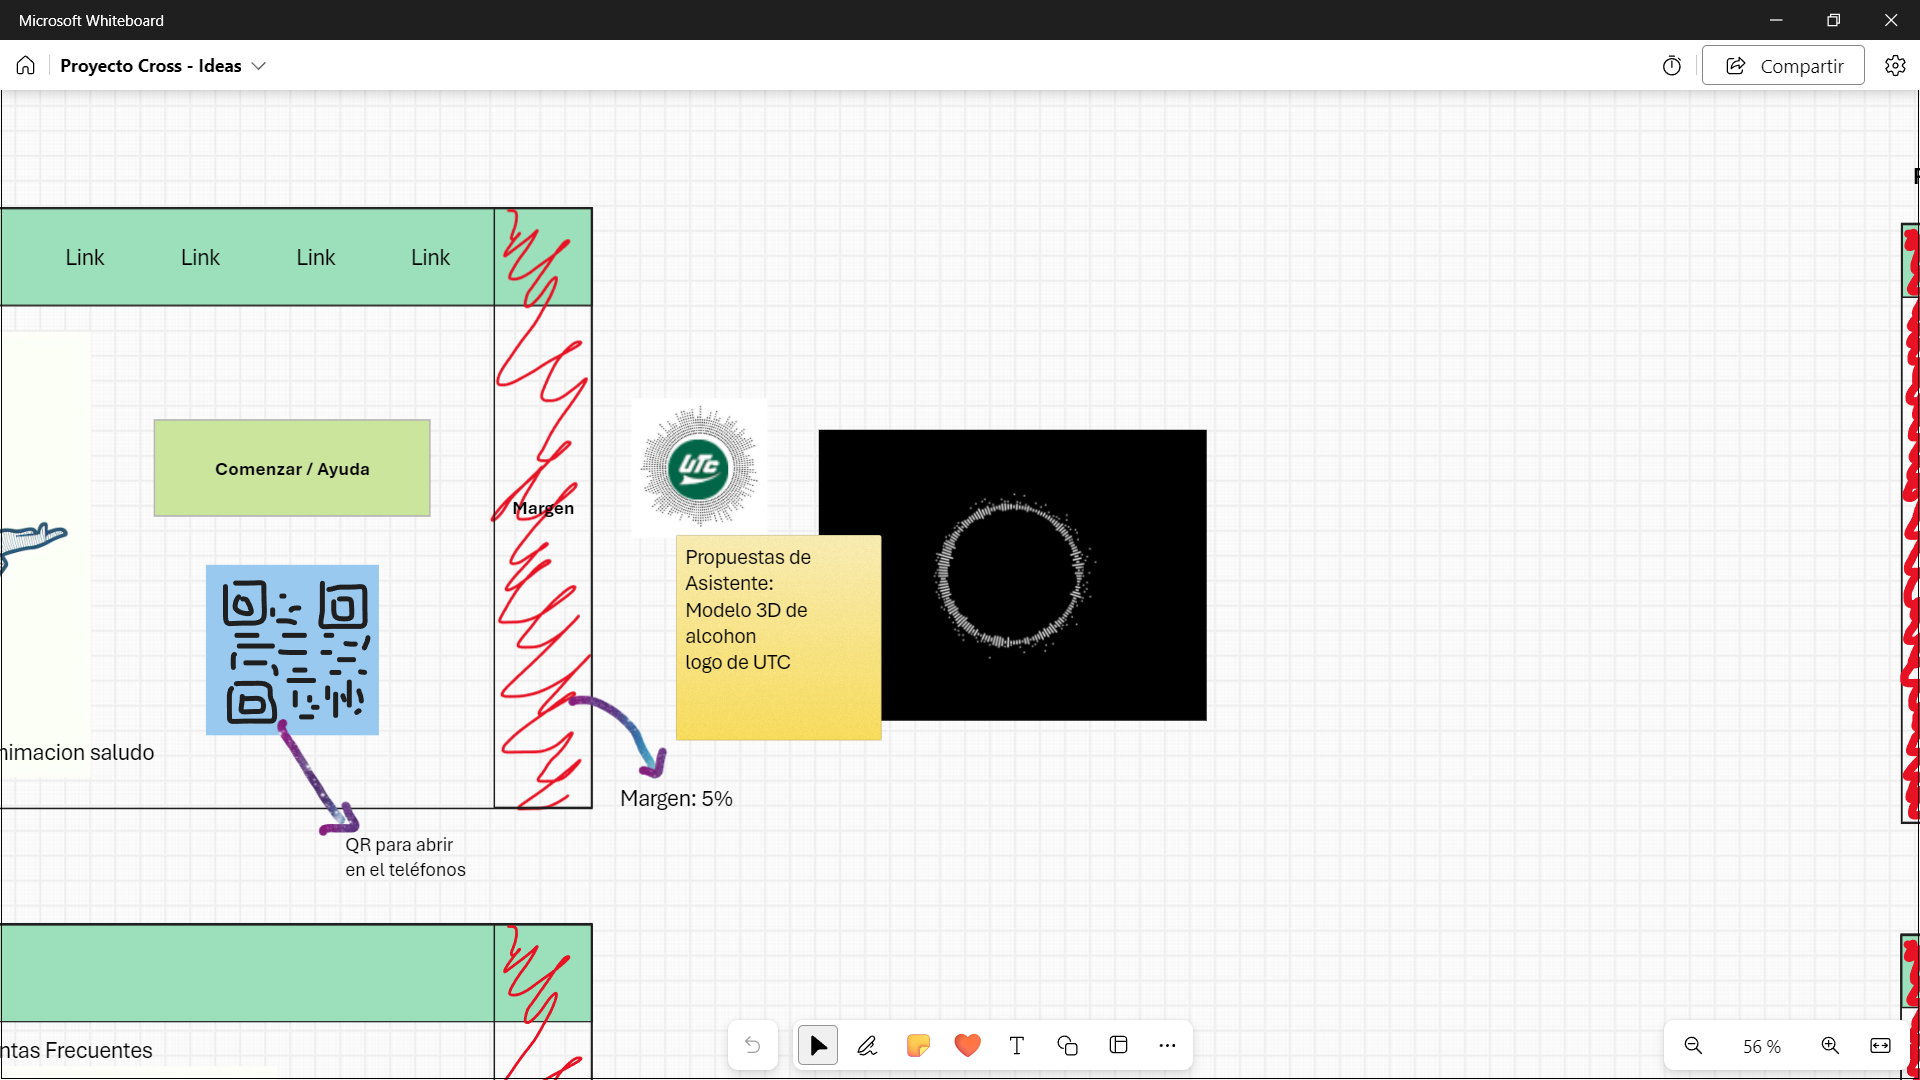 Microsoft Whiteboard
Proyecto Cross - Ideas
Compartir
Link Link Link Link
Comenzar / Ayuda
Margen
UTC
Propuestas de
Asistente:
Modelo 3D de
alcohon
logo de UTC
nimacion saludo
Margen: 5%
QR para abrir
en el teléfonos
ntas Frecuentes
56 %